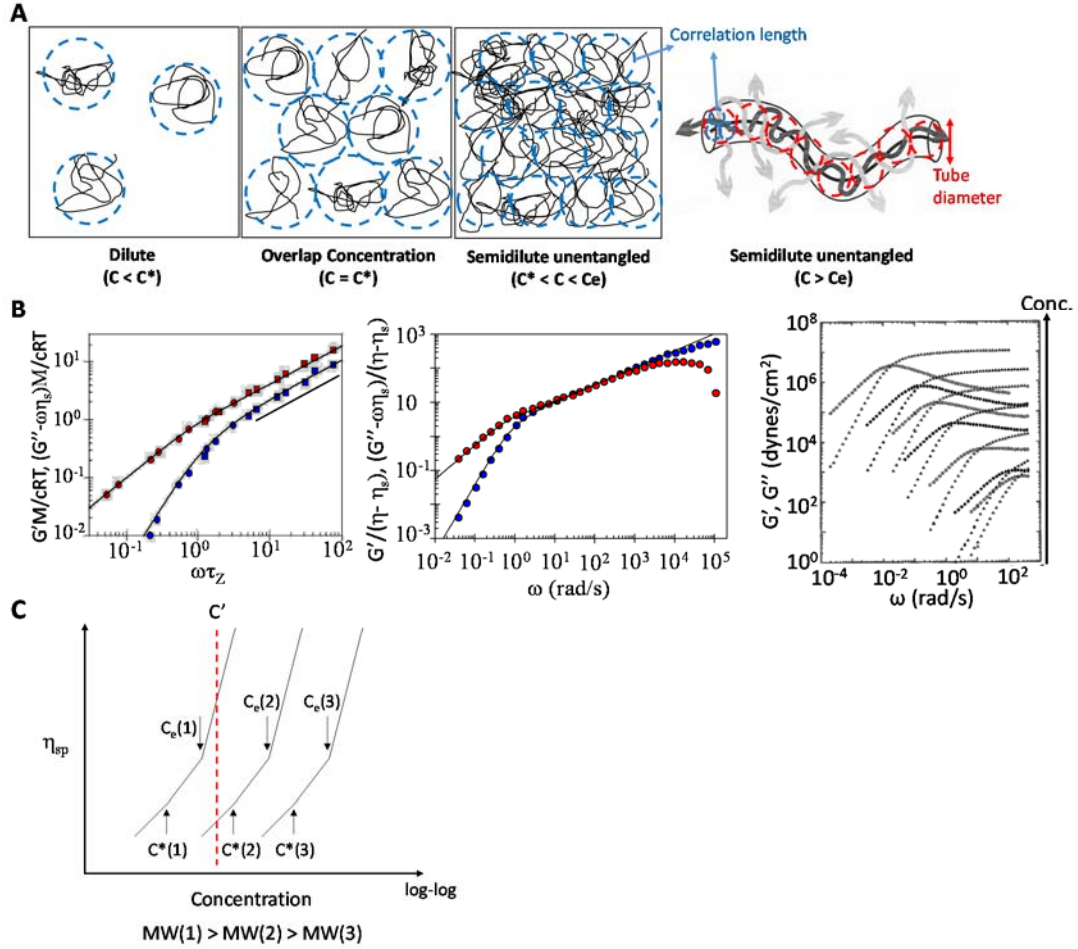 A
Correlation length
Tube
diameter
Dilute
(C < C*)
Overlap Concentration
(C = C*)
Semidilute unentangled
(C* < C < Ce)
Semidilute unentangled
(C > Ce)
B
G'M/cRT, (G''-ωηs)M/cRT
10¹
10⁰
10⁻¹
10⁻²
10⁻¹ 10⁰ 10¹ 10²
ωτZ
G'/(η- ηs), (G''-ωηs)/(η-ηs)
10³
10
10⁻¹
10⁻³
10⁻² 10⁻¹ 10⁰ 10¹ 10² 10³ 10⁴ 10⁵
ω (rad/s)
Conc.
G', G'' (dynes/cm²)
10⁸
10⁶
10⁴
10²
10⁰
10⁻⁴ 10⁻² 10⁰ 10²
ω (rad/s)
C
C'
Ce(1)
Ce(2)
Ce(3)
ηsp
C*(1)
C*(2)
C*(3)
Concentration
log-log
MW(1) > MW(2) > MW(3)